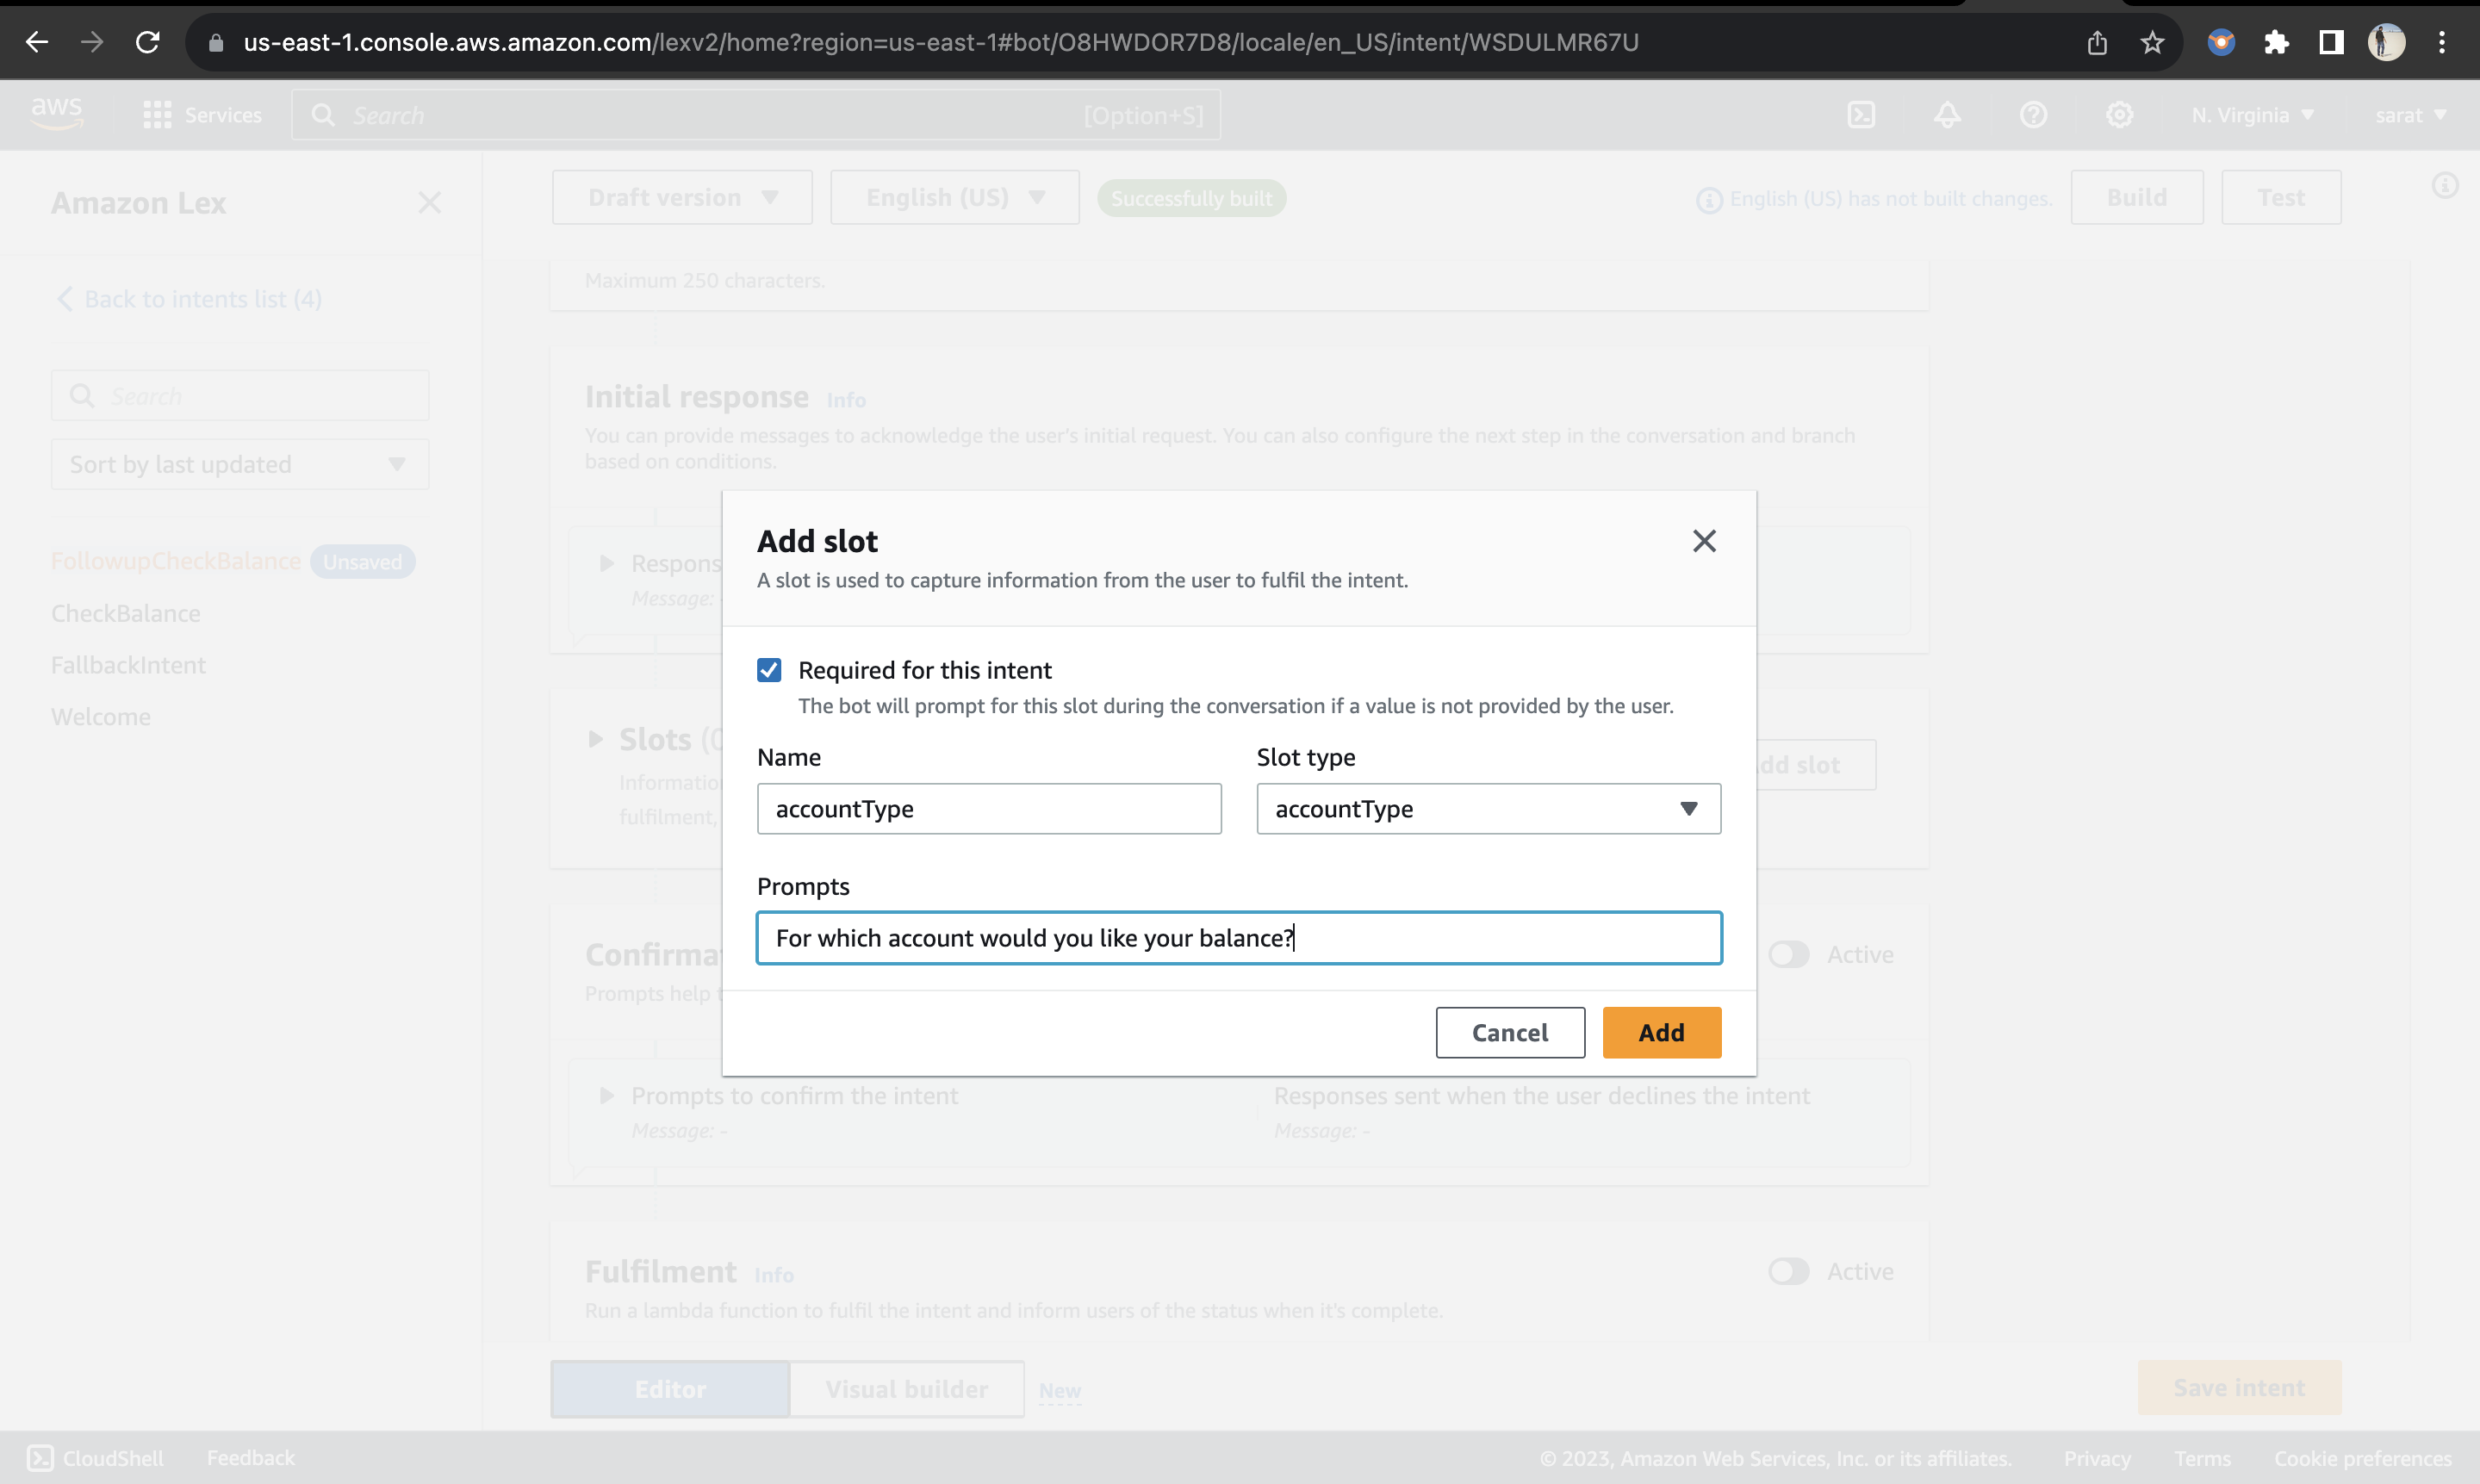 us-east-1.console.aws.amazon.com/lexv2/home?region=us-east-1#bot/O8HWDOR7D8/locale/en_US/intent/WSDULMR67U
aws Services Search [Option+S] N. Virginia sarat
Amazon Lex
Draft version English (US) Successfully built English (US) has not built changes. Build Test
Maximum 250 characters.
Back to intents list (4)
Search
Sort by last updated
FollowupCheckBalance Unsaved
CheckBalance
FallbackIntent
Welcome
Initial response Info
You can provide messages to acknowledge the user's initial request. You can also configure the next step in the conversation and branch
based on conditions.
Respons
Message:
Slots
Informatio
fulfilment,
dd slot
Add slot
A slot is used to capture information from the user to fulfil the intent.
Required for this intent
The bot will prompt for this slot during the conversation if a value is not provided by the user.
Name Slot type
accountType accountType
Prompts
For which account would you like your balance?
Cancel Add
Confirma
Active
Prompts help
Prompts to confirm the intent Responses sent when the user declines the intent
Message: - Message: -
Fulfilment Info Active
Run a lambda function to fulfil the intent and inform users of the status when it's complete.
Editor Visual builder New Save intent
CloudShell Feedback © 2023, Amazon Web Services, Inc. or its affiliates. Privacy Terms Cookie preferences